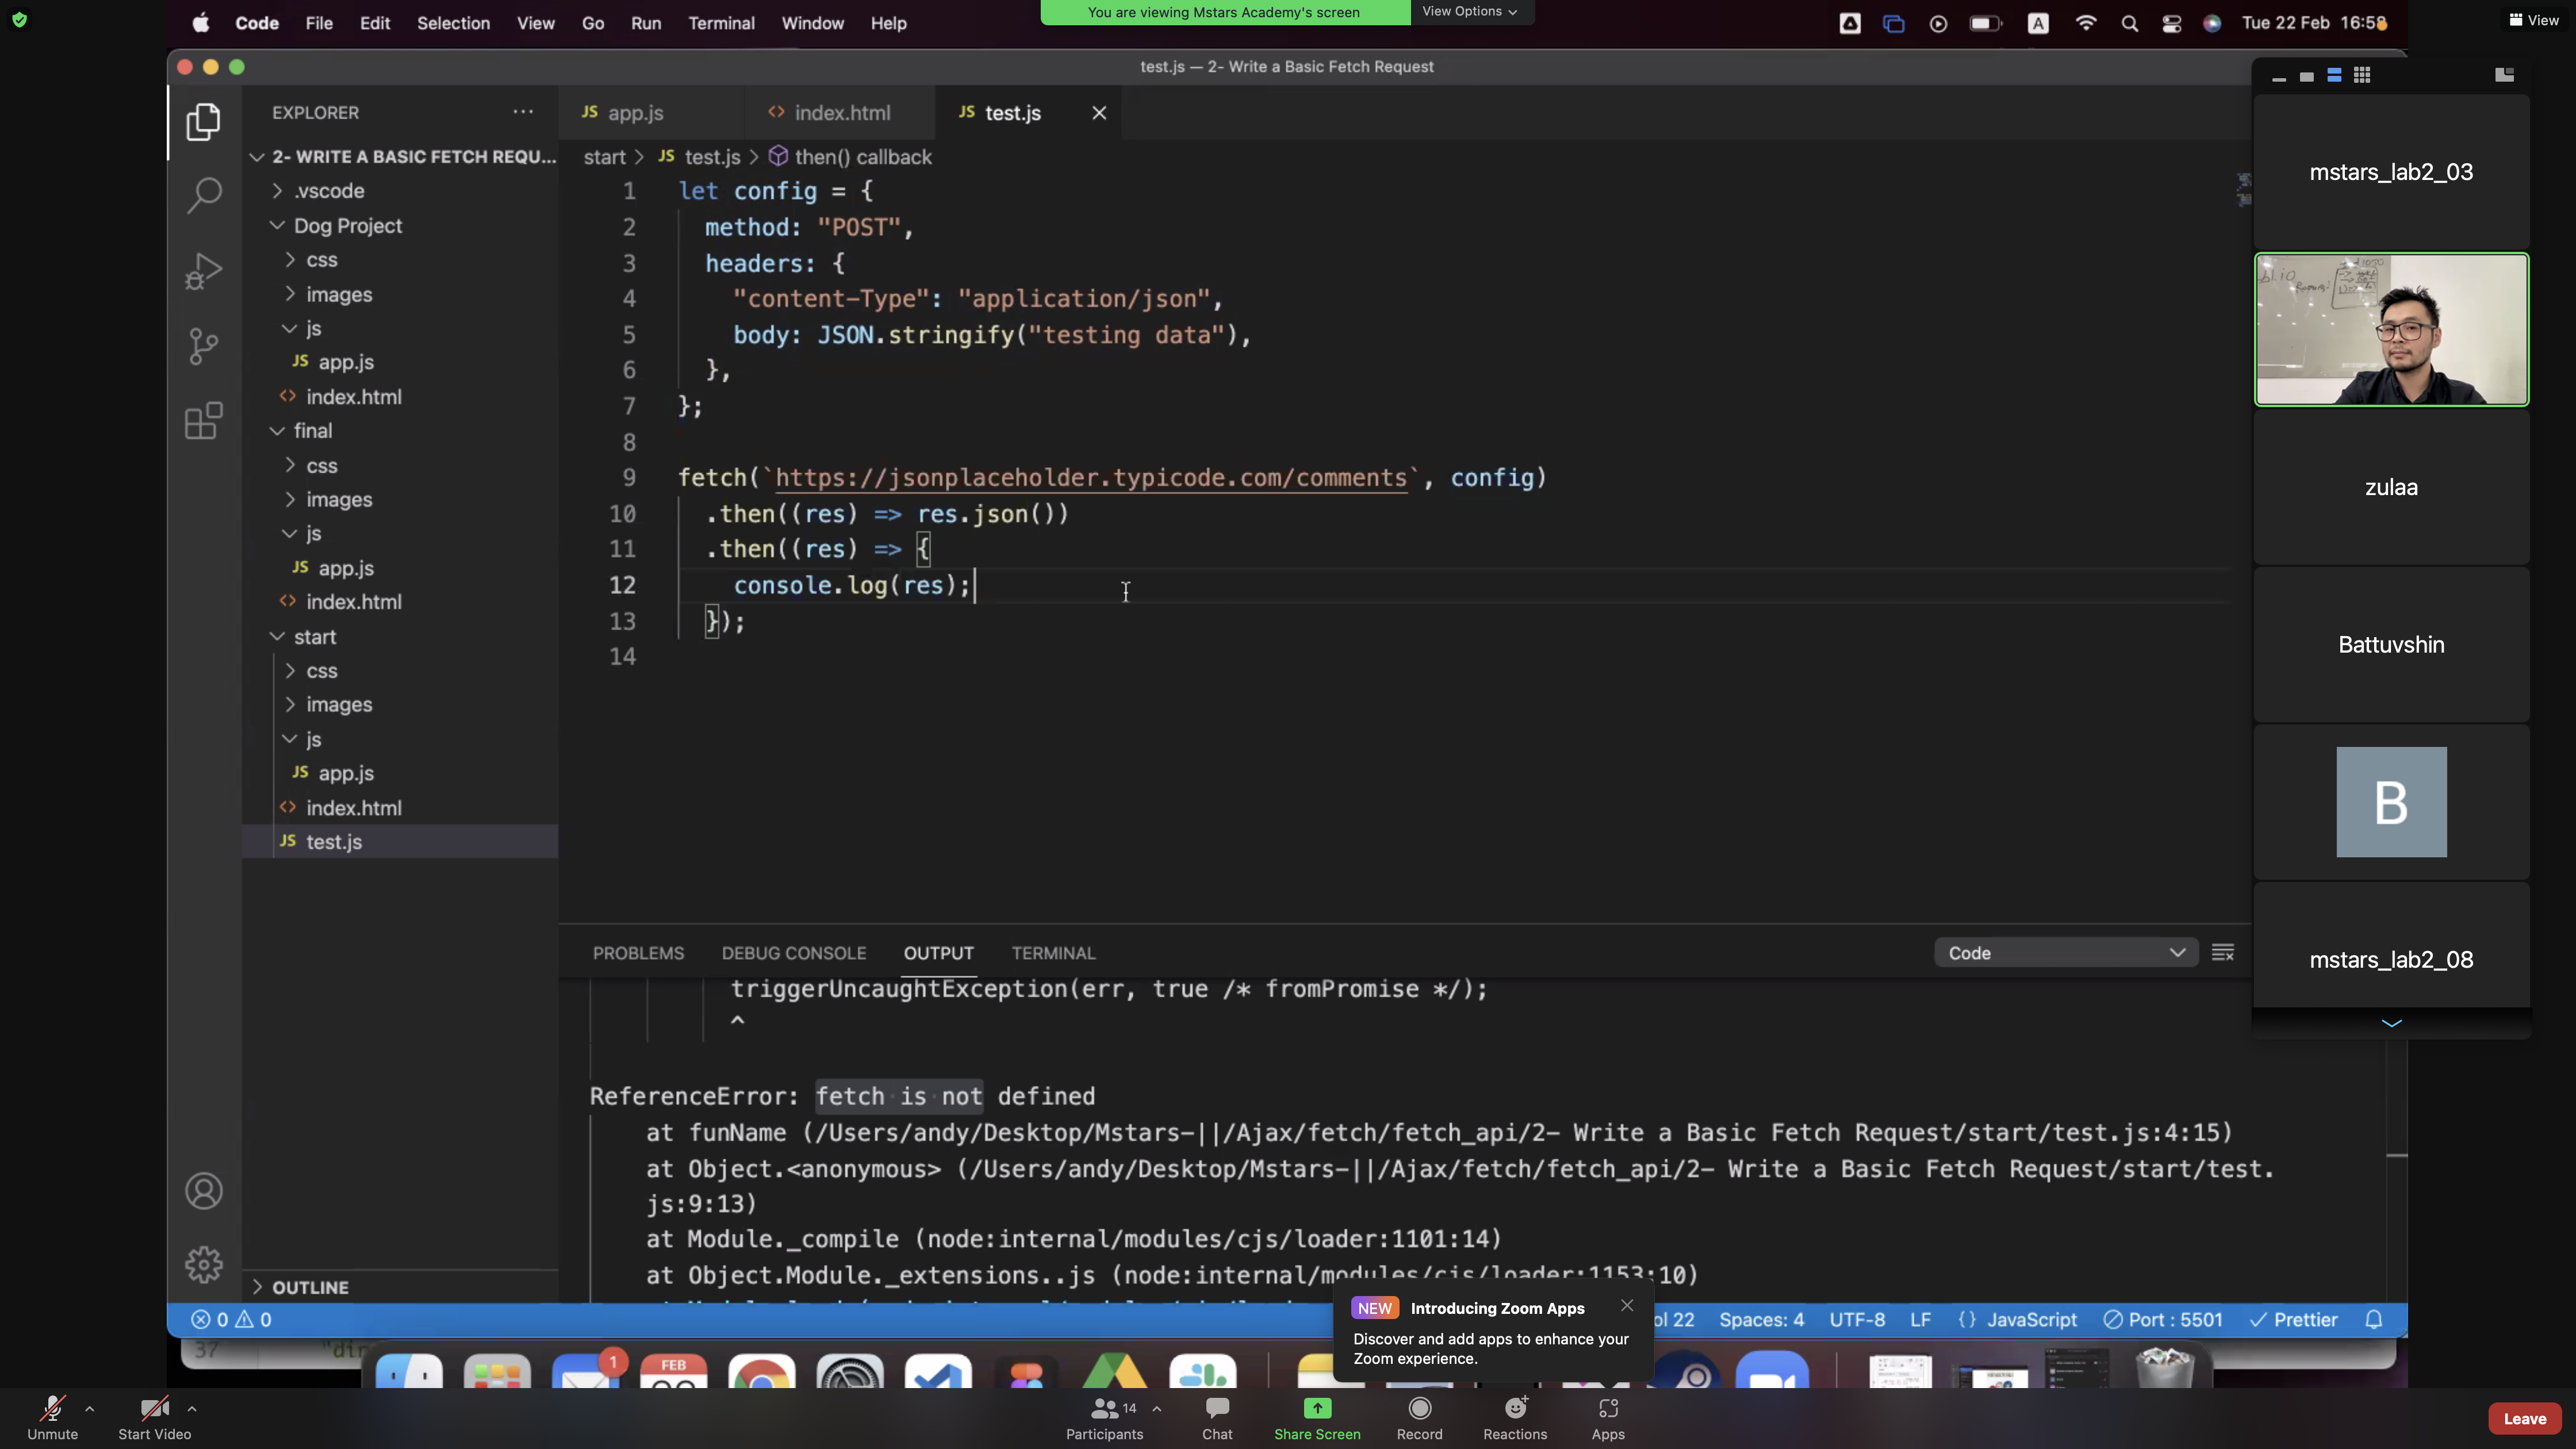 Code File Edit Selection View Go Run Terminal Window Help
You are viewing Mstars Academy's screen View Options
A Tue 22 Feb 16:58
View
test.js — 2- Write a Basic Fetch Request
EXPLORER
2- WRITE A BASIC FETCH REQU...
.vscode
Dog Project
css
images
js
JS app.js
<> index.html
final
css
images
js
JS app.js
<> index.html
start
css
images
js
JS app.js
<> index.html
JS test.js
OUTLINE
JS app.js <> index.html JS test.js
start > JS test.js > then() callback
1 let config = {
2 method: "POST",
3 headers: {
4 "content-Type": "application/json",
5 body: JSON.stringify("testing data"),
6 },
7 };
8
9 fetch(`https://jsonplaceholder.typicode.com/comments`, config)
10 .then((res) => res.json())
11 .then((res) => {
12 console.log(res);
13 });
14
PROBLEMS DEBUG CONSOLE OUTPUT TERMINAL Code
triggerUncaughtException(err, true /* fromPromise */);
^
ReferenceError: fetch is not defined
at funName (/Users/andy/Desktop/Mstars-||/Ajax/fetch/fetch_api/2- Write a Basic Fetch Request/start/test.js:4:15)
at Object.<anonymous> (/Users/andy/Desktop/Mstars-||/Ajax/fetch/fetch_api/2- Write a Basic Fetch Request/start/test.
js:9:13)
at Module._compile (node:internal/modules/cjs/loader:1101:14)
at Object.Module._extensions..js (node:internal/modules/cjs/loader:1153:10)
0 0
ol 22 Spaces: 4 UTF-8 LF {} JavaScript Port : 5501 Prettier
mstars_lab2_03
zulaa
Battuvshin
B
mstars_lab2_08
NEW Introducing Zoom Apps
Discover and add apps to enhance your
Zoom experience.
37
1
FEB
Unmute
Start Video
14
Participants
Chat
Share Screen
Record
Reactions
Apps
Leave